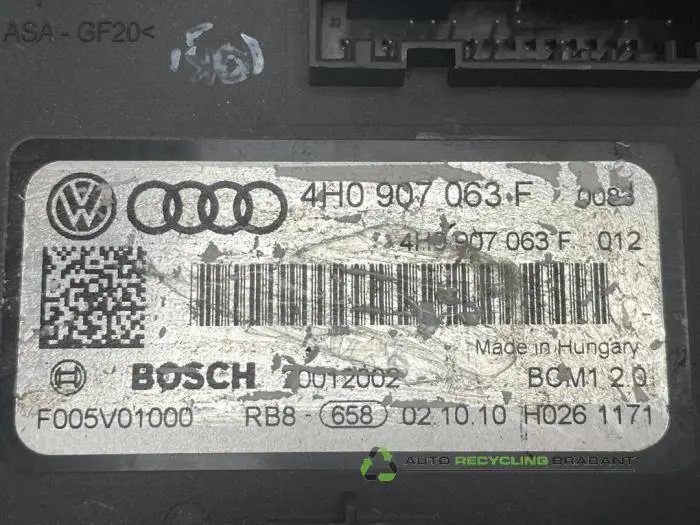 ASA - GF20<
4H0 907 063 F
4H0 907 063 F 012
Made in Hungary
BOSCH 70012002 BCM1 2.0
F005V01000 RB8- 658 02.10.10 H026 1171
AUTO RECYCLING BRABANT